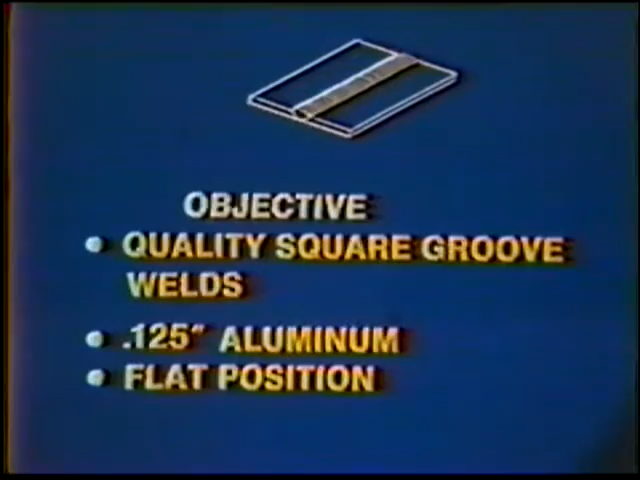 OBJECTIVE
• QUALITY SQUARE GROOVE
WELDS
• .125" ALUMINUM
• FLAT POSITION